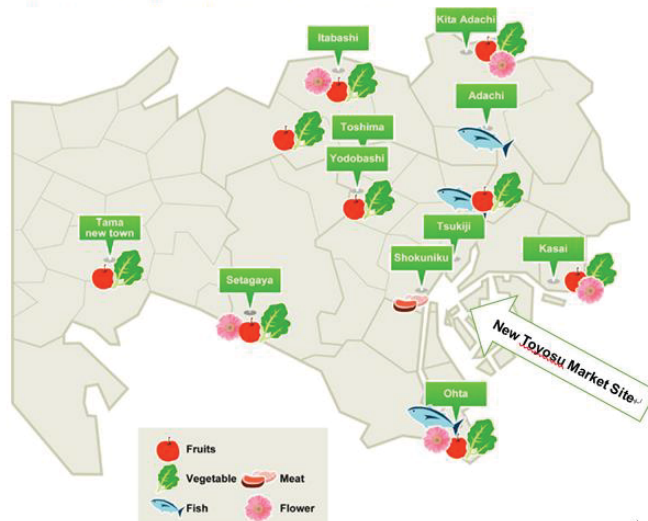 Itabashi
Kita Adachi
Adachi
Toshima
Yodobashi
Tama
new town
Tsukiji
Shokuniku
Kasai
Setagaya
New Toyosu Market Site
Ohta
Fruits
Vegetable
Meat
Fish
Flower